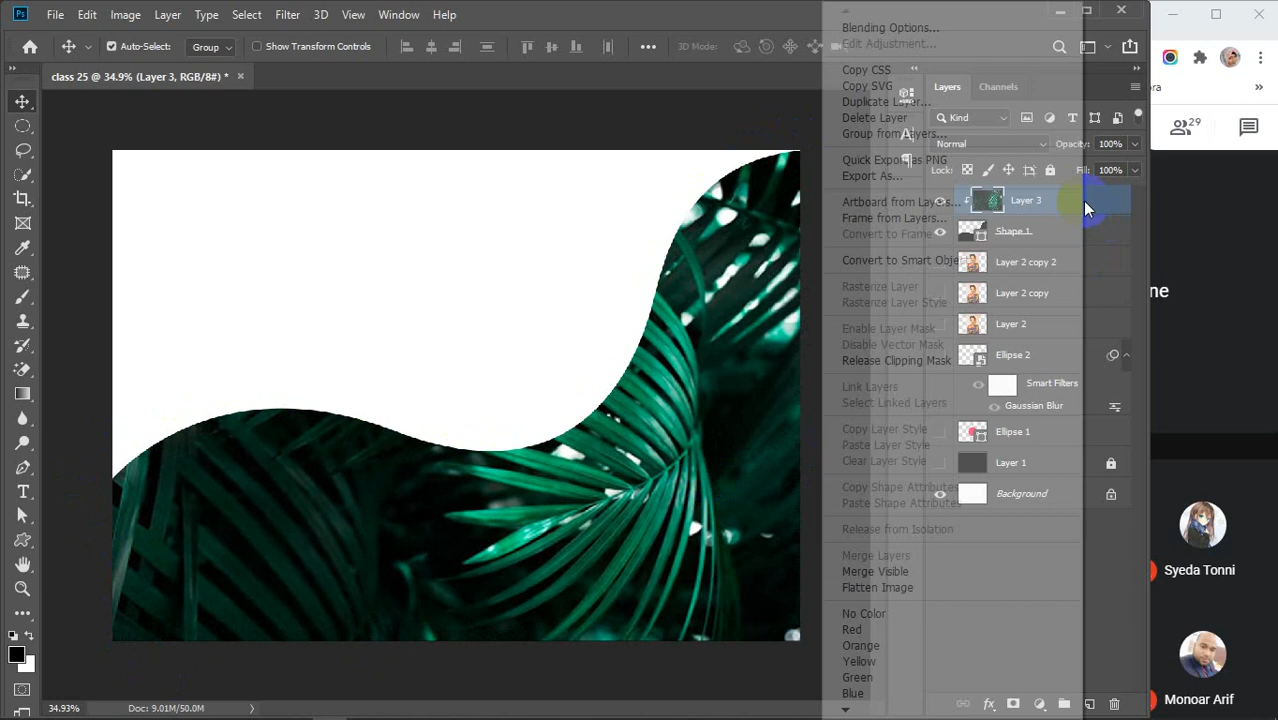 File Edit Image Layer Type Select Filter 3D View Window Help
Auto-Select: Group Show Transform Controls 3D Mode:
class 25 @ 34.9% (Layer 3, RGB/8#) *
Layers Channels
Kind
Normal Opacity: 100%
Lock: Fill: 100%
Layer 3
Shape 1
Layer 2 copy 2
Layer 2 copy
Layer 2
Ellipse 2
Smart Filters
Gaussian Blur
Ellipse 1
Layer 1
Background
Blending Options...
Edit Adjustment...
Copy CSS
Copy SVG
Duplicate Layer...
Delete Layer
Group from Layers...
Quick Export as PNG
Export As...
Artboard from Layers...
Frame from Layers...
Convert to Frame
Convert to Smart Obje
Rasterize Layer
Rasterize Layer Style
Enable Layer Mask
Disable Vector Mask
Release Clipping Mask
Link Layers
Select Linked Layers
Copy Layer Style
Paste Layer Style
Clear Layer Style
Copy Shape Attributes
Paste Shape Attributes
Release from Isolation
Merge Layers
Merge Visible
Flatten Image
No Color
Red
Orange
Yellow
Green
Blue
34.93% Doc: 9.01M/50.0M
ora
29
ne
Syeda Tonni
Monoar Arif